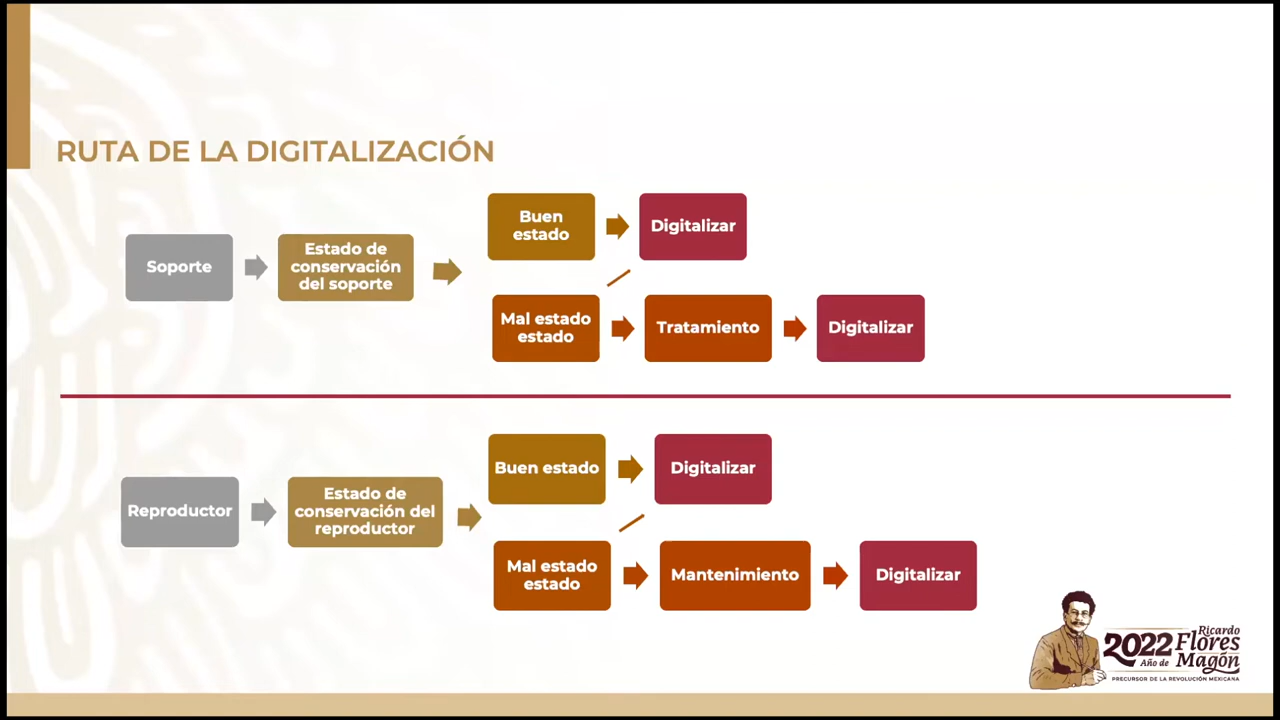 RUTA DE LA DIGITALIZACIÓN
Soporte
Estado de
conservación
del soporte
Buen
estado
Digitalizar
Mal estado
estado
Tratamiento
Digitalizar
Reproductor
Estado de
conservación del
reproductor
Buen estado
Digitalizar
Mal estado
estado
Mantenimiento
Digitalizar
2022
Año de
Ricardo
Flores
Magón
PRECURSOR DE LA REVOLUCIÓN MEXICANA